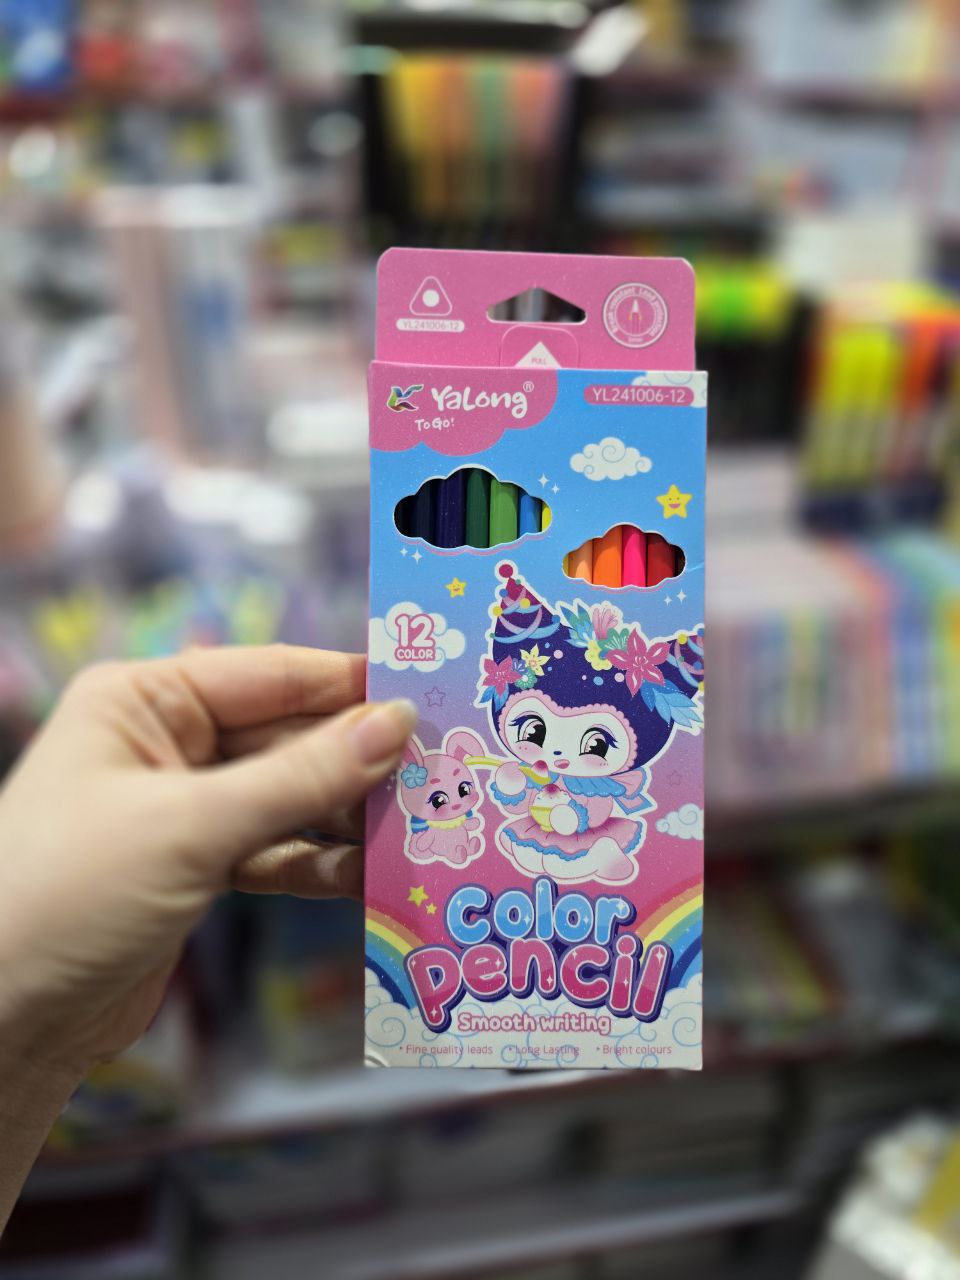 YL241006-12
PULL
YaLong®
To Go!
YL241006-12
12
COLOR
color
pencil
Smooth writing
• Fine quality leads • Long Lasting • Bright colours